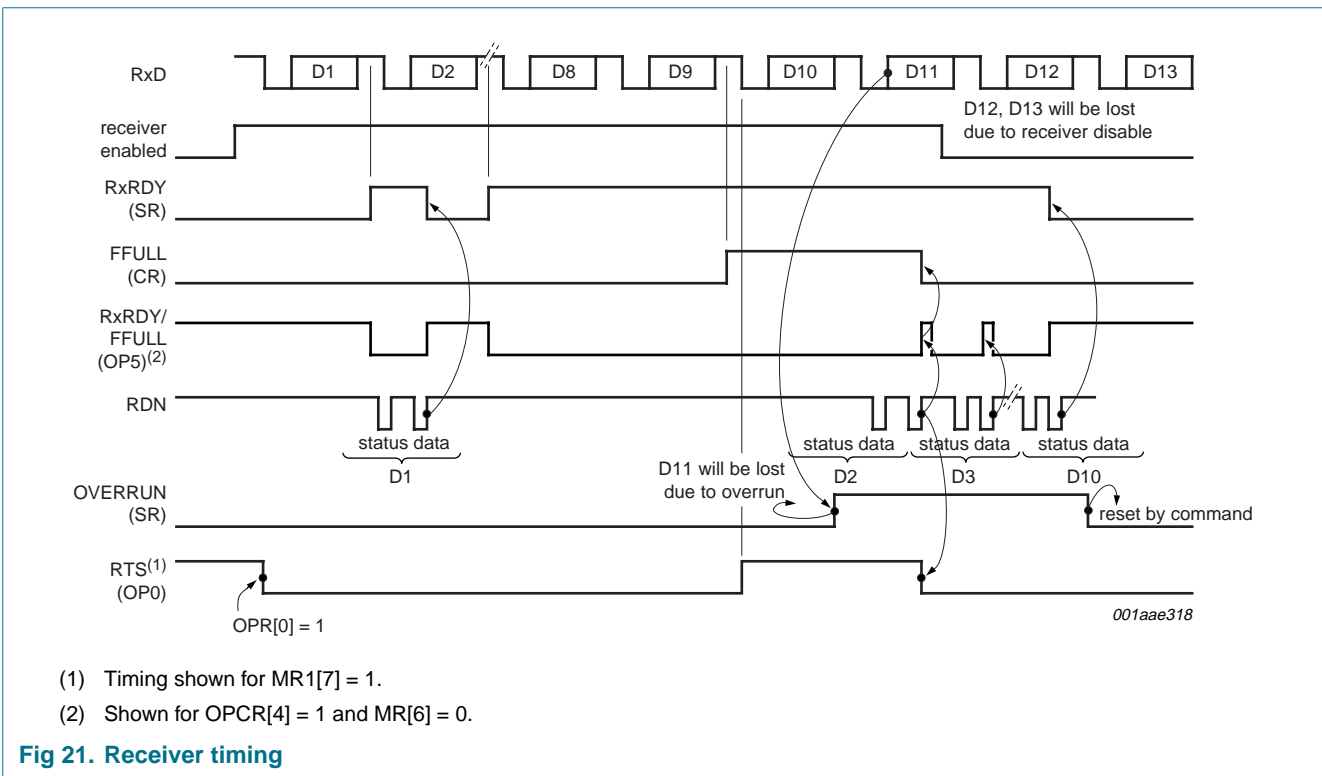 RxD D1 D2 D8 D9 D10 D11 D12 D13
D12, D13 will be lost
due to receiver disable
receiver
enabled
RxRDY
(SR)
FFULL
(CR)
RxRDY/
FFULL
(OP5)(2)
RDN
status data
D1
status data
D2
status data
D3
status data
D10
D11 will be lost
due to overrun
OVERRUN
(SR)
reset by command
RTS(1)
(OP0)
OPR[0] = 1
001aae318
(1) Timing shown for MR1[7] = 1.
(2) Shown for OPCR[4] = 1 and MR[6] = 0.
Fig 21. Receiver timing